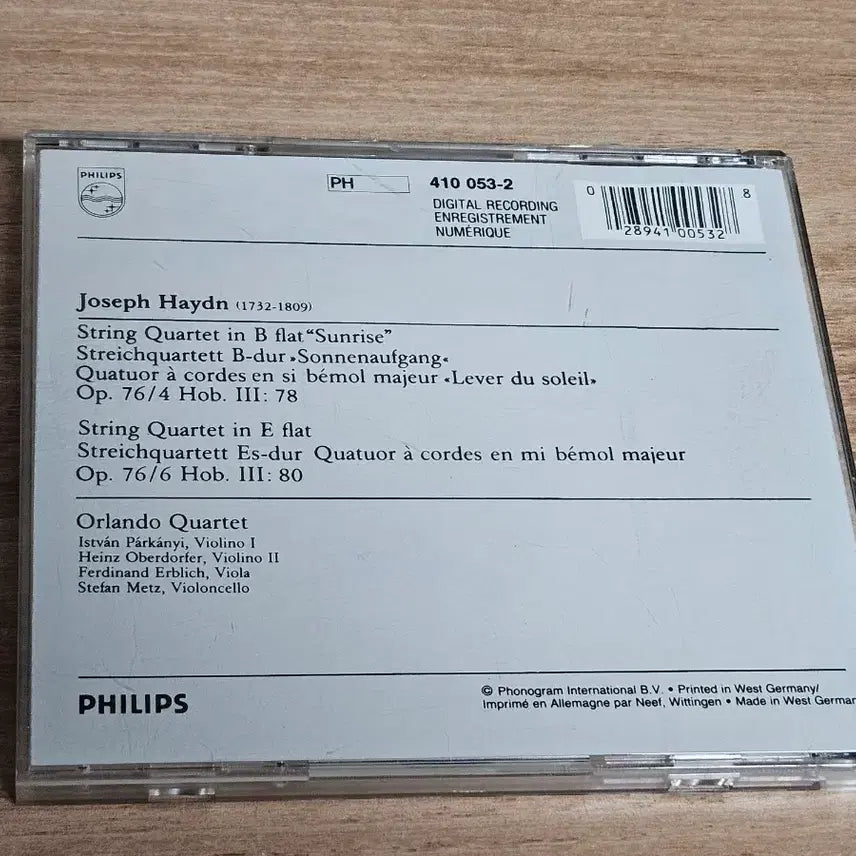 PHILIPS
PH
410 053-2
DIGITAL RECORDING
ENREGISTREMENT
NUMÉRIQUE
0 28941 00532 8
Joseph Haydn (1732-1809)
String Quartet in B flat “Sunrise”
Streichquartett B-dur »Sonnenaufgang«
Quatuor à cordes en si bémol majeur «Lever du soleil»
Op. 76/4 Hob. III: 78
String Quartet in E flat
Streichquartett Es-dur Quatuor à cordes en mi bémol majeur
Op. 76/6 Hob. III: 80
Orlando Quartet
István Párkányi, Violino I
Heinz Oberdorfer, Violino II
Ferdinand Erblich, Viola
Stefan Metz, Violoncello
PHILIPS
© Phonogram International B.V. • Printed in West Germany/
Imprimé en Allemagne par Neef, Wittingen • Made in West German